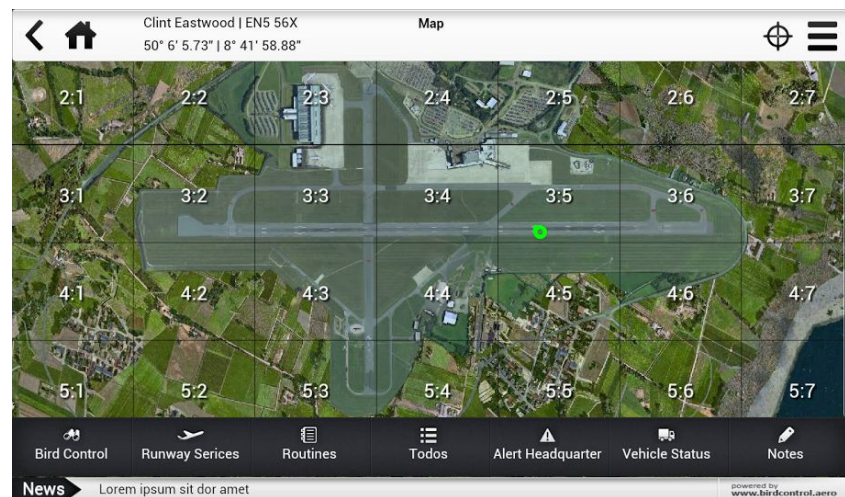 Clint Eastwood | EN5 56X
50° 6' 5.73" | 8° 41' 58.88"
Map
2:1 2:2 2:3 2:4 2:5 2:6 2:7
3:1 3:2 3:3 3:4 3:5 3:6 3:7
4:1 4:2 4:3 4:4 4:5 4:6 4:7
5:1 5:2 5:3 5:4 5:5 5:6 5:7
Bird Control Runway Serices Routines Todos Alert Headquarter Vehicle Status Notes
News Lorem ipsum sit dor amet
powered by
www.birdcontrol.aero